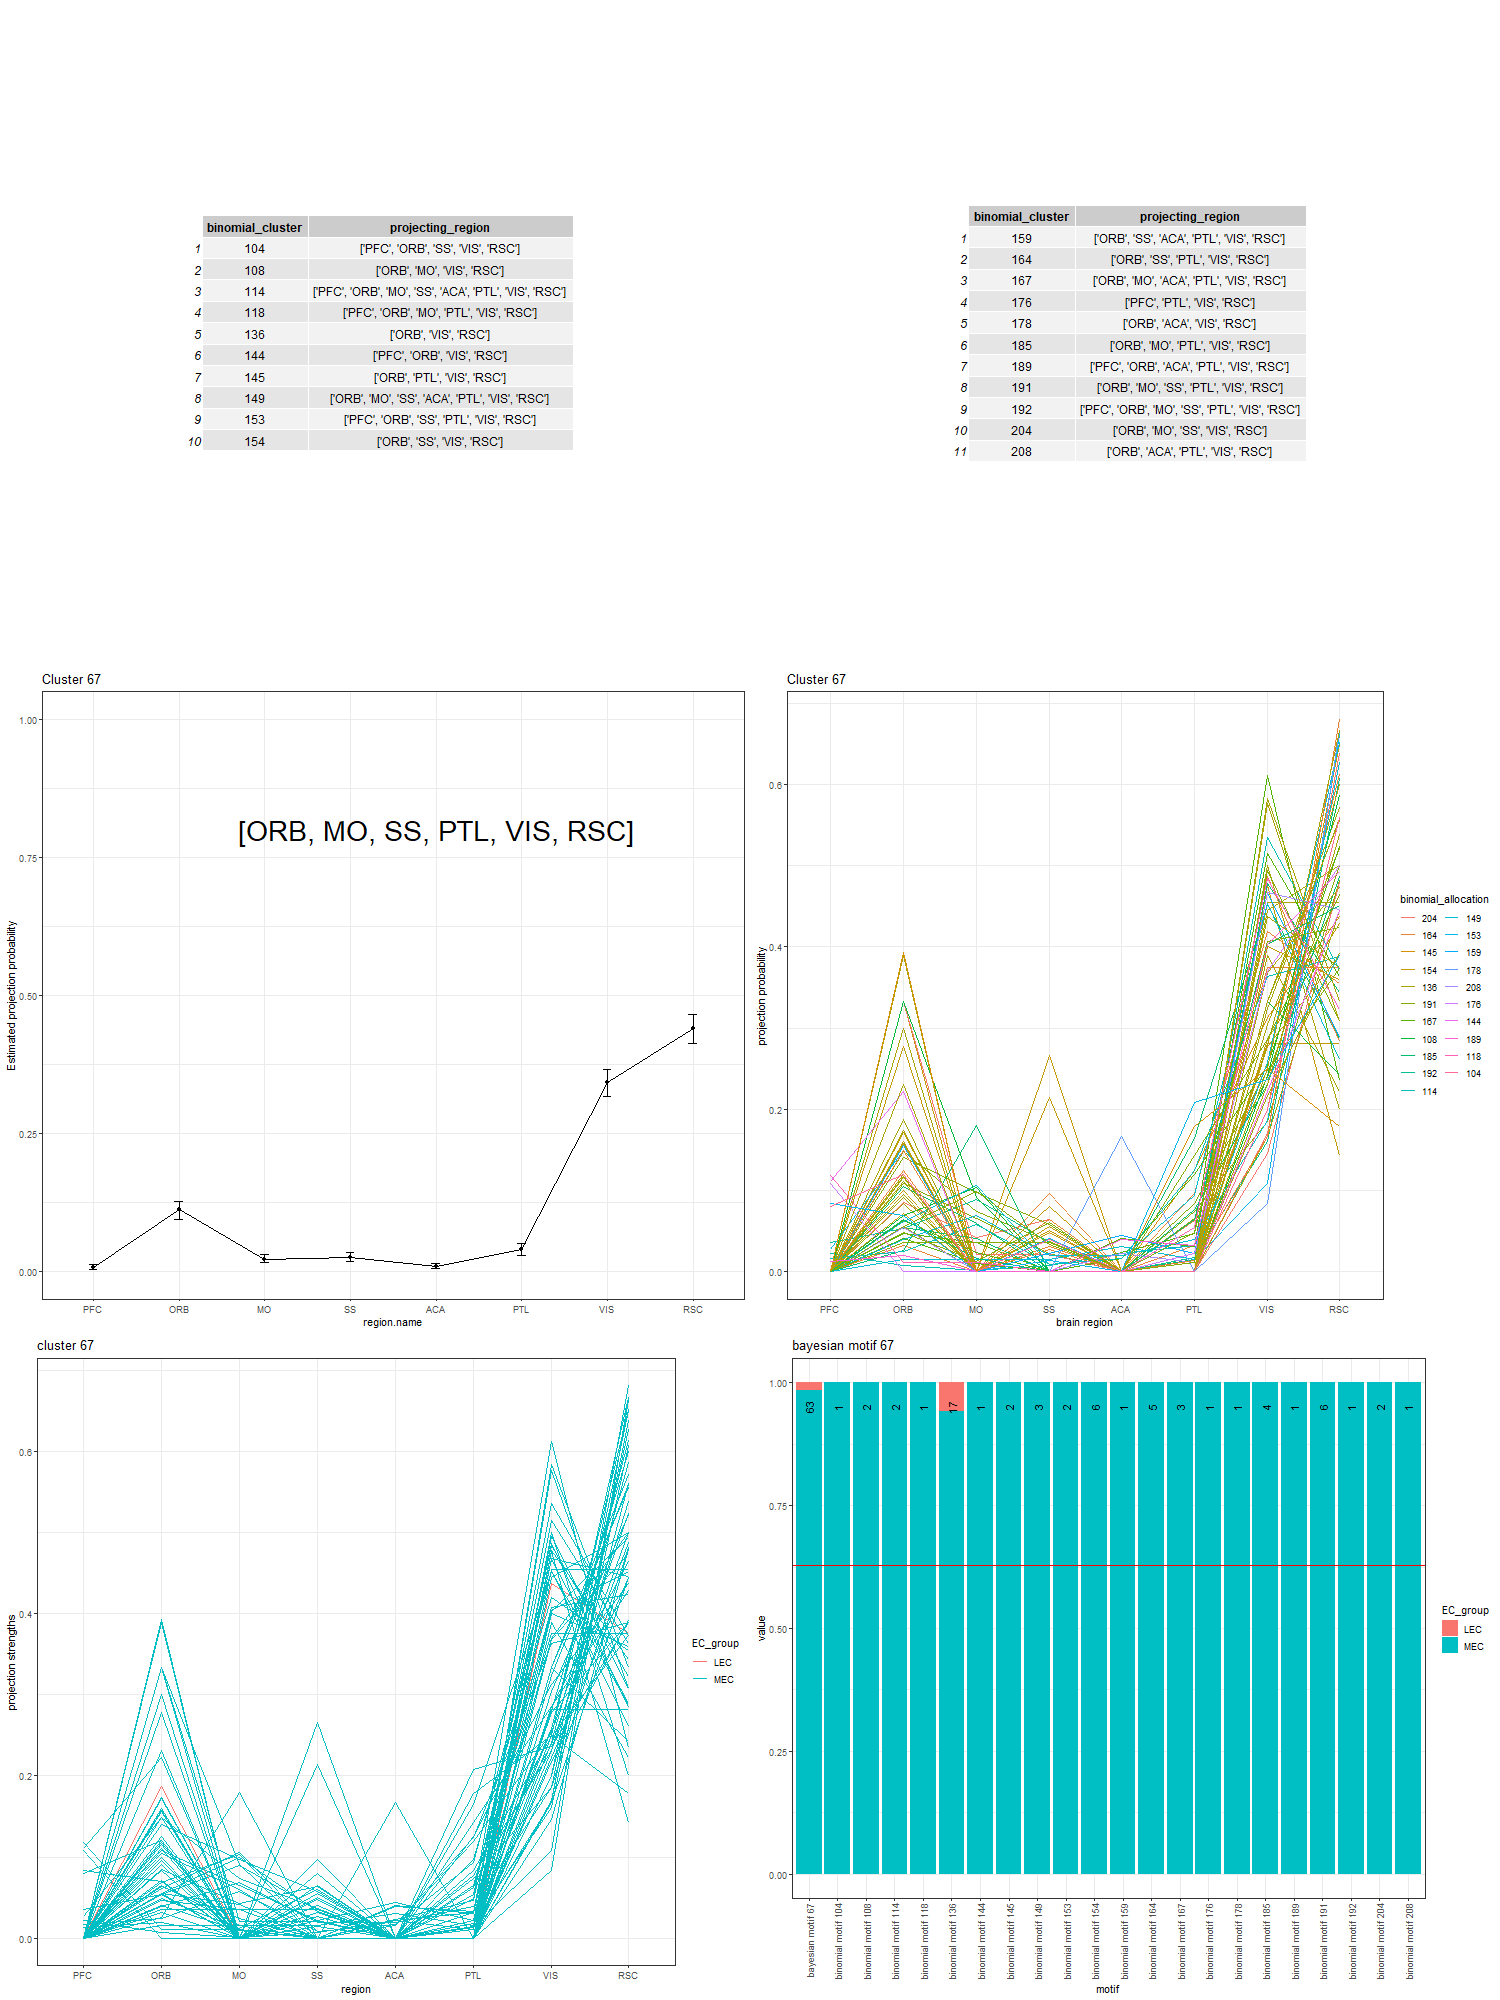 binomial_cluster projecting_region
1 104 ['PFC', 'ORB', 'SS', 'VIS', 'RSC']
2 108 ['ORB', 'MO', 'VIS', 'RSC']
3 114 ['PFC', 'ORB', 'MO', 'SS', 'ACA', 'PTL', 'VIS', 'RSC']
4 118 ['PFC', 'ORB', 'MO', 'PTL', 'VIS', 'RSC']
5 136 ['ORB', 'VIS', 'RSC']
6 144 ['PFC', 'ORB', 'VIS', 'RSC']
7 145 ['ORB', 'PTL', 'VIS', 'RSC']
8 149 ['ORB', 'MO', 'SS', 'ACA', 'PTL', 'VIS', 'RSC']
9 153 ['PFC', 'ORB', 'SS', 'PTL', 'VIS', 'RSC']
10 154 ['ORB', 'SS', 'VIS', 'RSC']
binomial_cluster projecting_region
1 159 ['ORB', 'SS', 'ACA', 'PTL', 'VIS', 'RSC']
2 164 ['ORB', 'SS', 'PTL', 'VIS', 'RSC']
3 167 ['ORB', 'MO', 'ACA', 'PTL', 'VIS', 'RSC']
4 176 ['PFC', 'PTL', 'VIS', 'RSC']
5 178 ['ORB', 'ACA', 'VIS', 'RSC']
6 185 ['ORB', 'MO', 'PTL', 'VIS', 'RSC']
7 189 ['PFC', 'ORB', 'ACA', 'PTL', 'VIS', 'RSC']
8 191 ['ORB', 'MO', 'SS', 'PTL', 'VIS', 'RSC']
9 192 ['PFC', 'ORB', 'MO', 'SS', 'PTL', 'VIS', 'RSC']
10 204 ['ORB', 'MO', 'SS', 'VIS', 'RSC']
11 208 ['ORB', 'ACA', 'PTL', 'VIS', 'RSC']
Cluster 67
[ORB, MO, SS, PTL, VIS, RSC]
Estimated projection probability
1.00
0.75
0.50
0.25
0.00
PFC ORB MO SS ACA PTL VIS RSC
region.name
Cluster 67
projection probability
0.6
0.4
0.2
0.0
PFC ORB MO SS ACA PTL VIS RSC
brain region
binomial_allocation
204 149
164 153
145 159
154 178
136 208
191 176
167 144
108 189
185 118
192 104
114
cluster 67
projection strengths
0.6
0.4
0.2
0.0
PFC ORB MO SS ACA PTL VIS RSC
region
EC_group
LEC
MEC
bayesian motif 67
value
1.00
0.75
0.50
0.25
0.00
63 1 2 2 1 17 1 2 3 2 6 1 5 3 1 1 4 1 6 1 2 1
bayesian motif 67
binomial motif 104
binomial motif 108
binomial motif 114
binomial motif 118
binomial motif 136
binomial motif 144
binomial motif 145
binomial motif 149
binomial motif 153
binomial motif 154
binomial motif 159
binomial motif 164
binomial motif 167
binomial motif 176
binomial motif 178
binomial motif 185
binomial motif 189
binomial motif 191
binomial motif 192
binomial motif 204
binomial motif 208
motif
EC_group
LEC
MEC